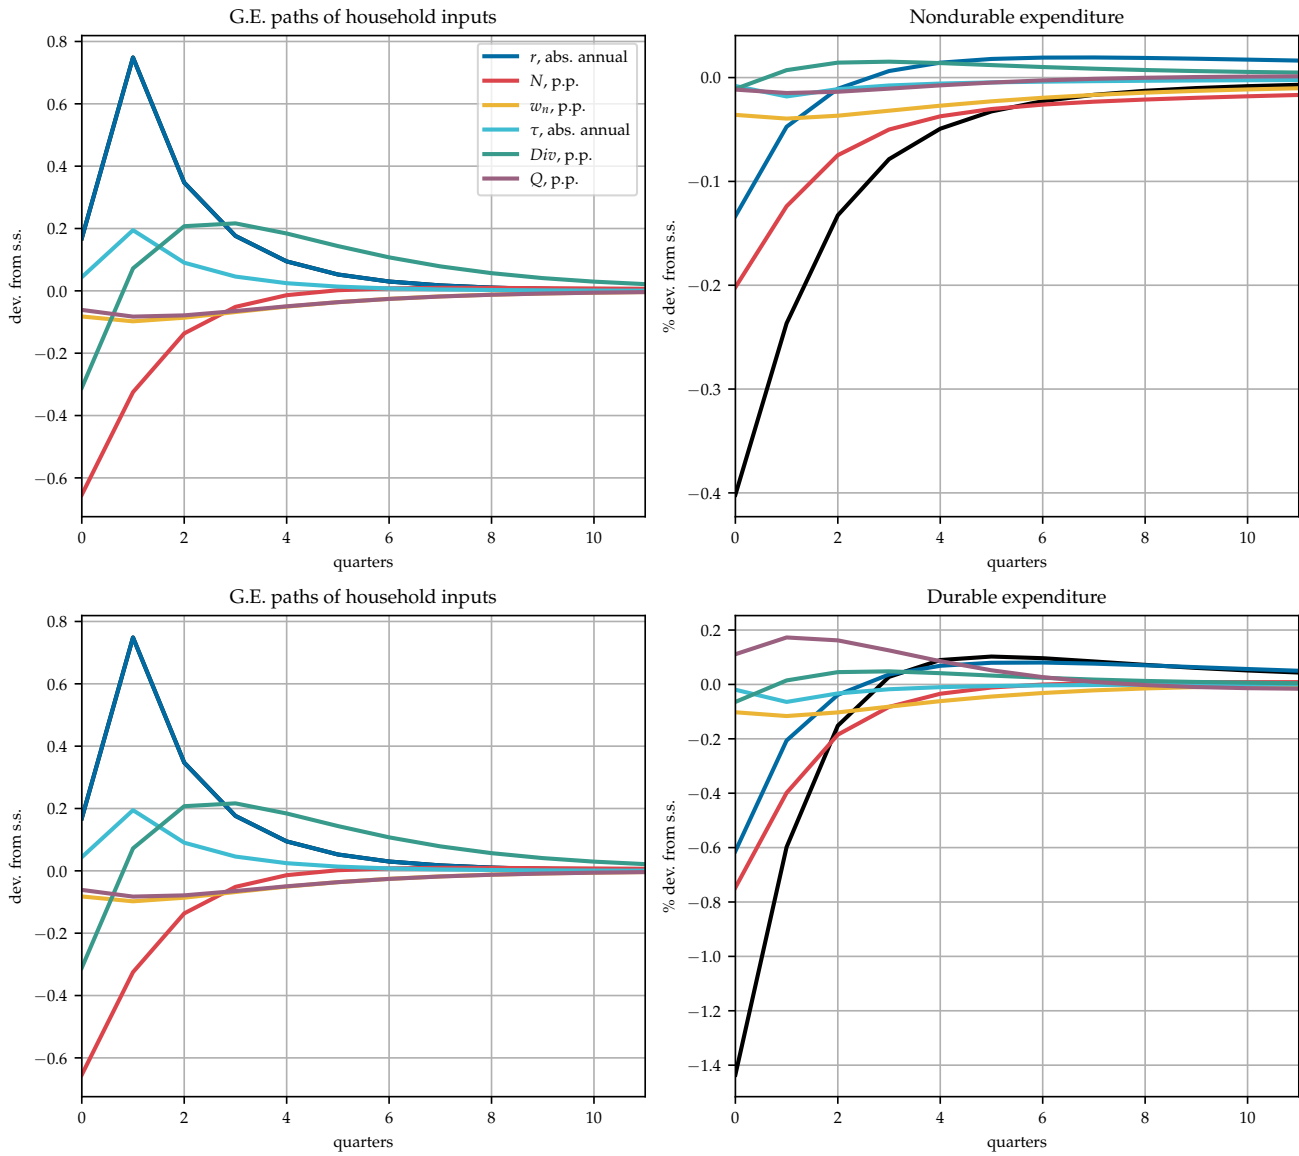 G.E. paths of household inputs
dev. from s.s.
0.8
0.6
0.4
0.2
0.0
−0.2
−0.4
−0.6
0 2 4 6 8 10
quarters
r, abs. annual
N, p.p.
wₙ, p.p.
τ, abs. annual
Div, p.p.
Q, p.p.
Nondurable expenditure
% dev. from s.s.
0.0
−0.1
−0.2
−0.3
−0.4
0 2 4 6 8 10
quarters
G.E. paths of household inputs
dev. from s.s.
0.8
0.6
0.4
0.2
0.0
−0.2
−0.4
−0.6
0 2 4 6 8 10
quarters
Durable expenditure
% dev. from s.s.
0.2
0.0
−0.2
−0.4
−0.6
−0.8
−1.0
−1.2
−1.4
0 2 4 6 8 10
quarters